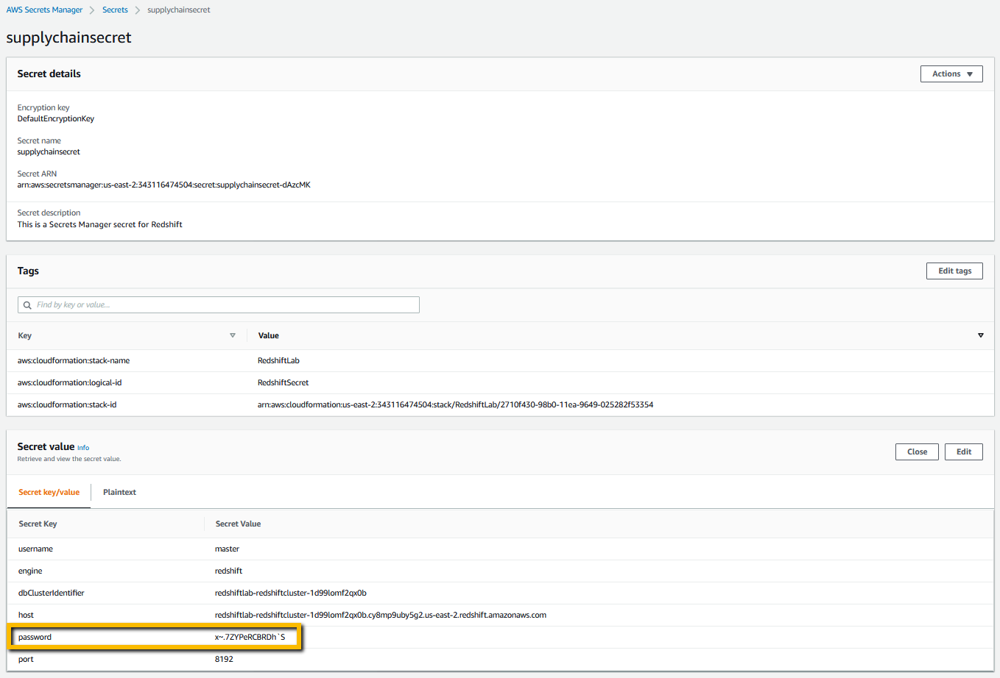 AWS Secrets Manager > Secrets > supplychainsecret
supplychainsecret
Secret details
Actions ▼
Encryption key
DefaultEncryptionKey
Secret name
supplychainsecret
Secret ARN
arn:aws:secretsmanager:us-east-2:343116474504:secret:supplychainsecret-dAzcMK
Secret description
This is a Secrets Manager secret for Redshift
Tags
Edit tags
Find by key or value...
Key Value
aws:cloudformation:stack-name RedshiftLab
aws:cloudformation:logical-id RedshiftSecret
aws:cloudformation:stack-id arn:aws:cloudformation:us-east-2:343116474504:stack/RedshiftLab/2710f430-98b0-11ea-9649-025282f53354
Secret value Info
Close Edit
Retrieve and view the secret value.
Secret key/value Plaintext
Secret Key Secret Value
username master
engine redshift
dbClusterIdentifier redshiftlab-redshiftcluster-1d99lomf2qx0b
host redshiftlab-redshiftcluster-1d99lomf2qx0b.cy8mp9uby5g2.us-east-2.redshift.amazonaws.com
password x~.7ZYPeRCBRDh`S
port 8192